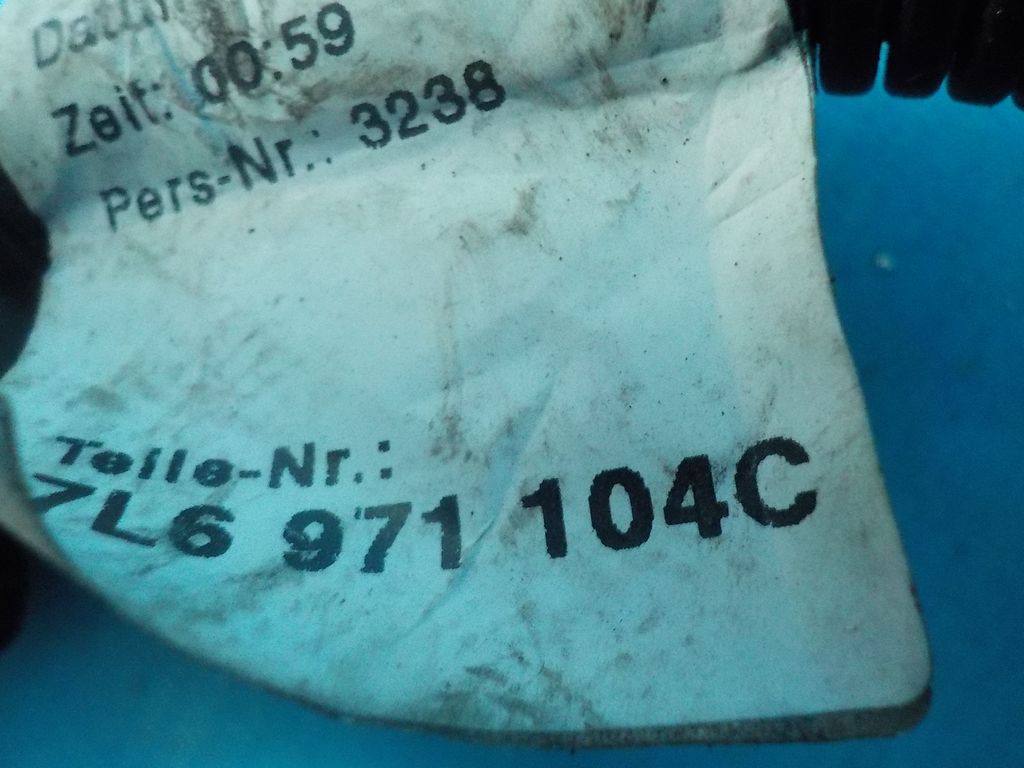 Zeit: 00:59
Pers-Nr.: 3238
Teile-Nr.:
7L6 971 104C